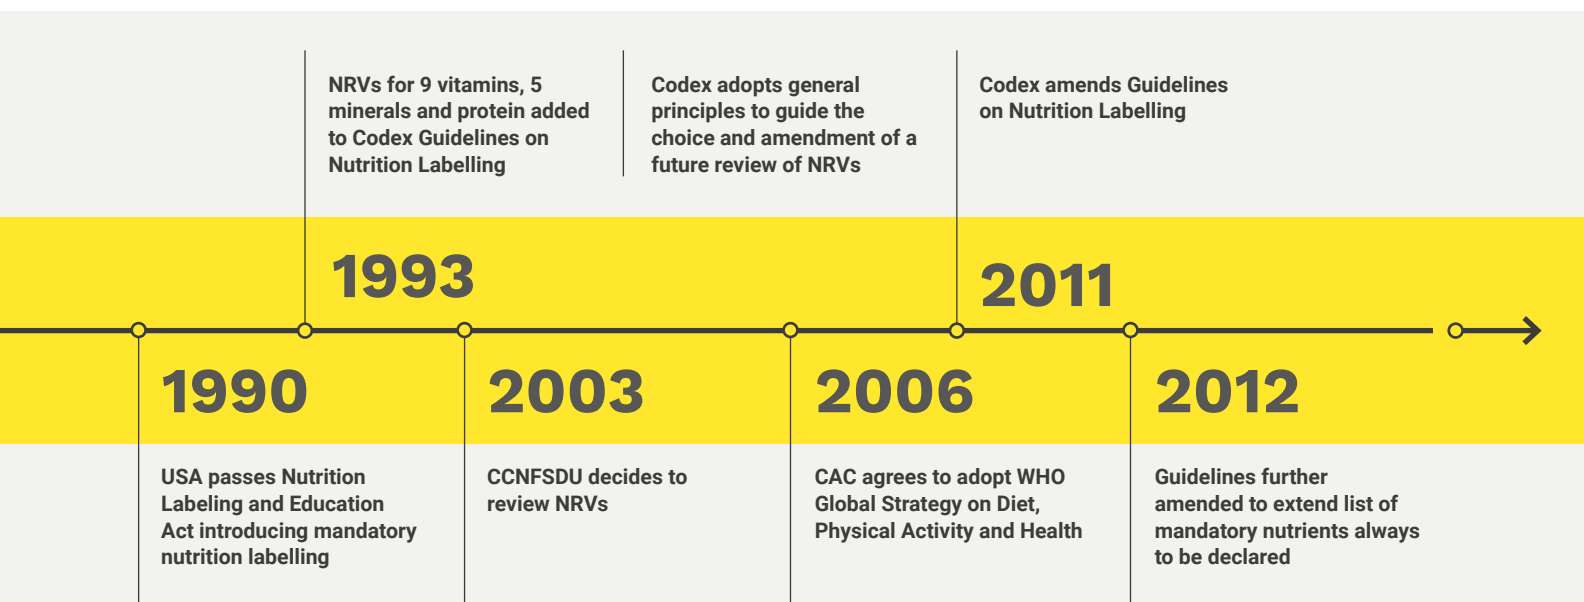 NRVs for 9 vitamins, 5
minerals and protein added
to Codex Guidelines on
Nutrition Labelling
Codex adopts general
principles to guide the
choice and amendment of a
future review of NRVs
Codex amends Guidelines
on Nutrition Labelling
1993
2011
1990
2003
2006
2012
USA passes Nutrition
Labeling and Education
Act introducing mandatory
nutrition labelling
CCNFSDU decides to
review NRVs
CAC agrees to adopt WHO
Global Strategy on Diet,
Physical Activity and Health
Guidelines further
amended to extend list of
mandatory nutrients always
to be declared